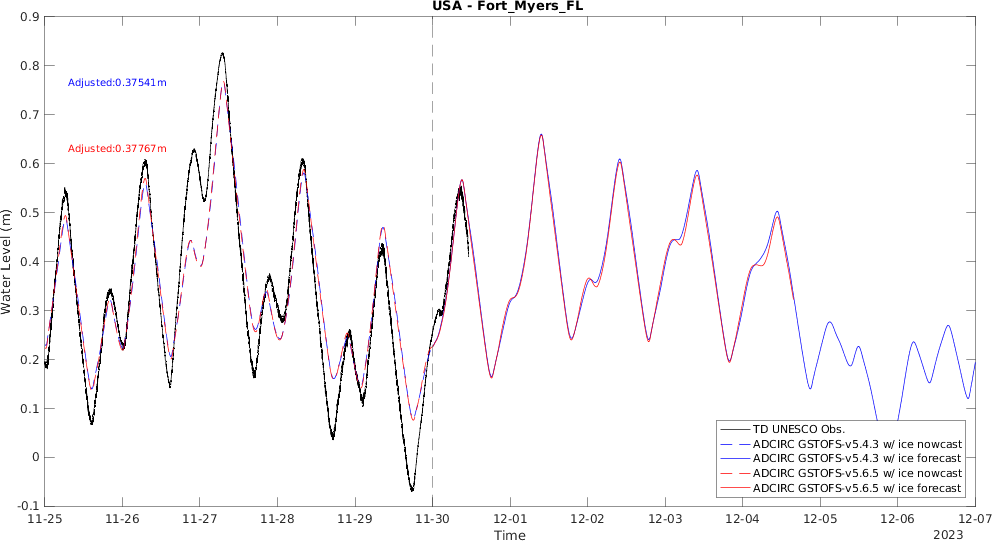 USA - Fort_Myers_FL
Water Level (m)
0.9
0.8
0.7
0.6
0.5
0.4
0.3
0.2
0.1
0
-0.1
Adjusted:0.37541m
Adjusted:0.37767m
TD UNESCO Obs.
ADCIRC GSTOFS-v5.4.3 w/ ice nowcast
ADCIRC GSTOFS-v5.4.3 w/ ice forecast
ADCIRC GSTOFS-v5.6.5 w/ ice nowcast
ADCIRC GSTOFS-v5.6.5 w/ ice forecast
11-25 11-26 11-27 11-28 11-29 11-30 12-01 12-02 12-03 12-04 12-05 12-06 12-07
Time
2023